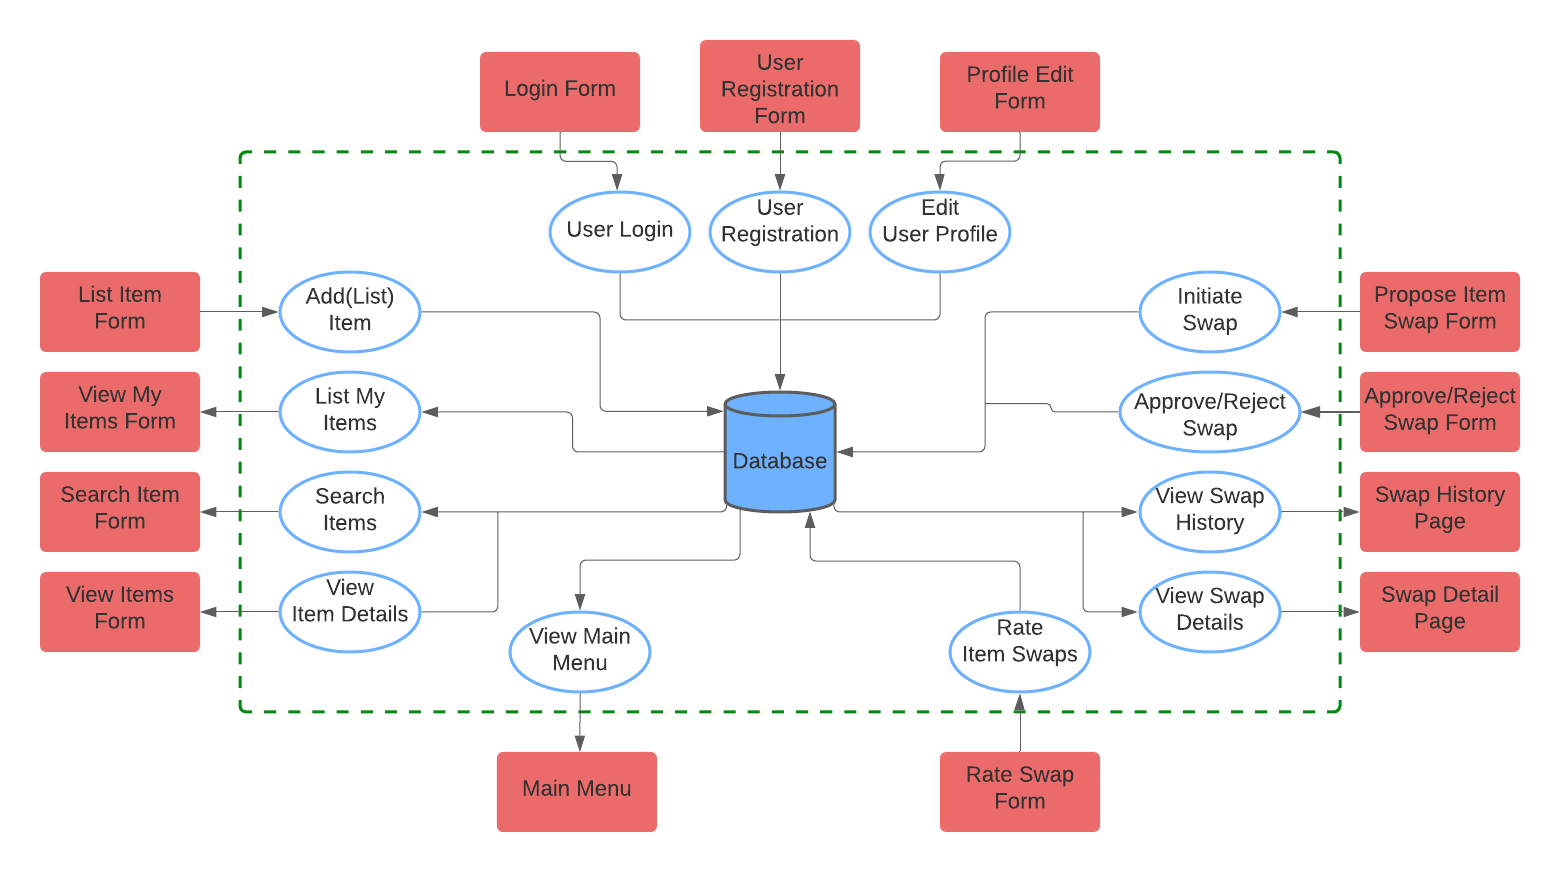 Login Form
User
Registration
Form
Profile Edit
Form
User Login
User
Registration
Edit
User Profile
List Item
Form
Add(List)
Item
Initiate
Swap
Propose Item
Swap Form
View My
Items Form
List My
Items
Approve/Reject
Swap
Approve/Reject
Swap Form
Database
Search Item
Form
Search
Items
View Swap
History
Swap History
Page
View Items
Form
View
Item Details
View Swap
Details
Swap Detail
Page
View Main
Menu
Rate
Item Swaps
Main Menu
Rate Swap
Form